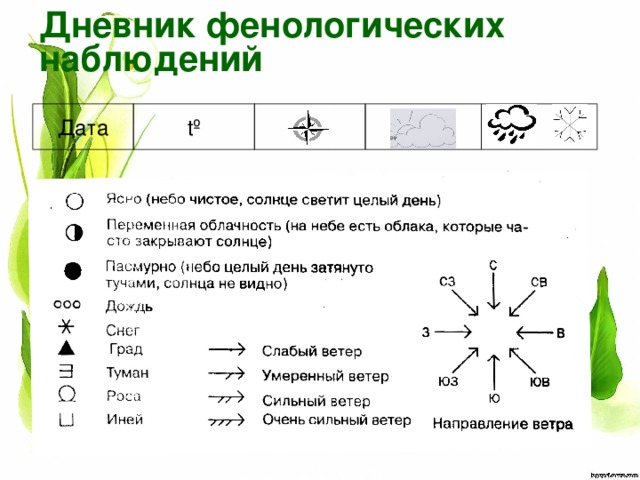 Дневник фенологических
наблюдений
Дата
tº
Ясно (небо чистое, солнце светит целый день)
Переменная облачность (на небе есть облака, которые ча-
сто закрывают солнце)
Пасмурно (небо целый день затянуто
тучами, солнца не видно)
Дождь
Снег
Град
Туман
Роса
Иней
Слабый ветер
Умеренный ветер
Сильный ветер
Очень сильный ветер
С
СЗ
СВ
З
В
ЮЗ
ЮВ
Ю
Направление ветра